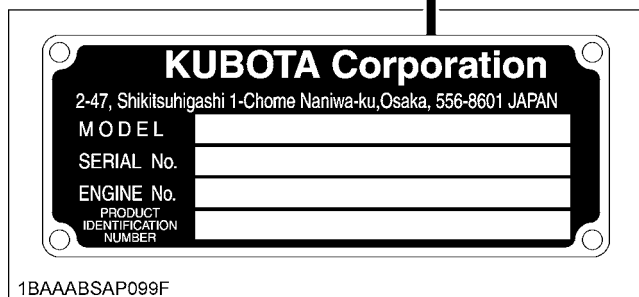 KUBOTA Corporation
2-47, Shikitsuhigashi 1-Chome Naniwa-ku,Osaka, 556-8601 JAPAN
MODEL
SERIAL No.
ENGINE No.
PRODUCT
IDENTIFICATION
NUMBER
1BAAABSAP099F